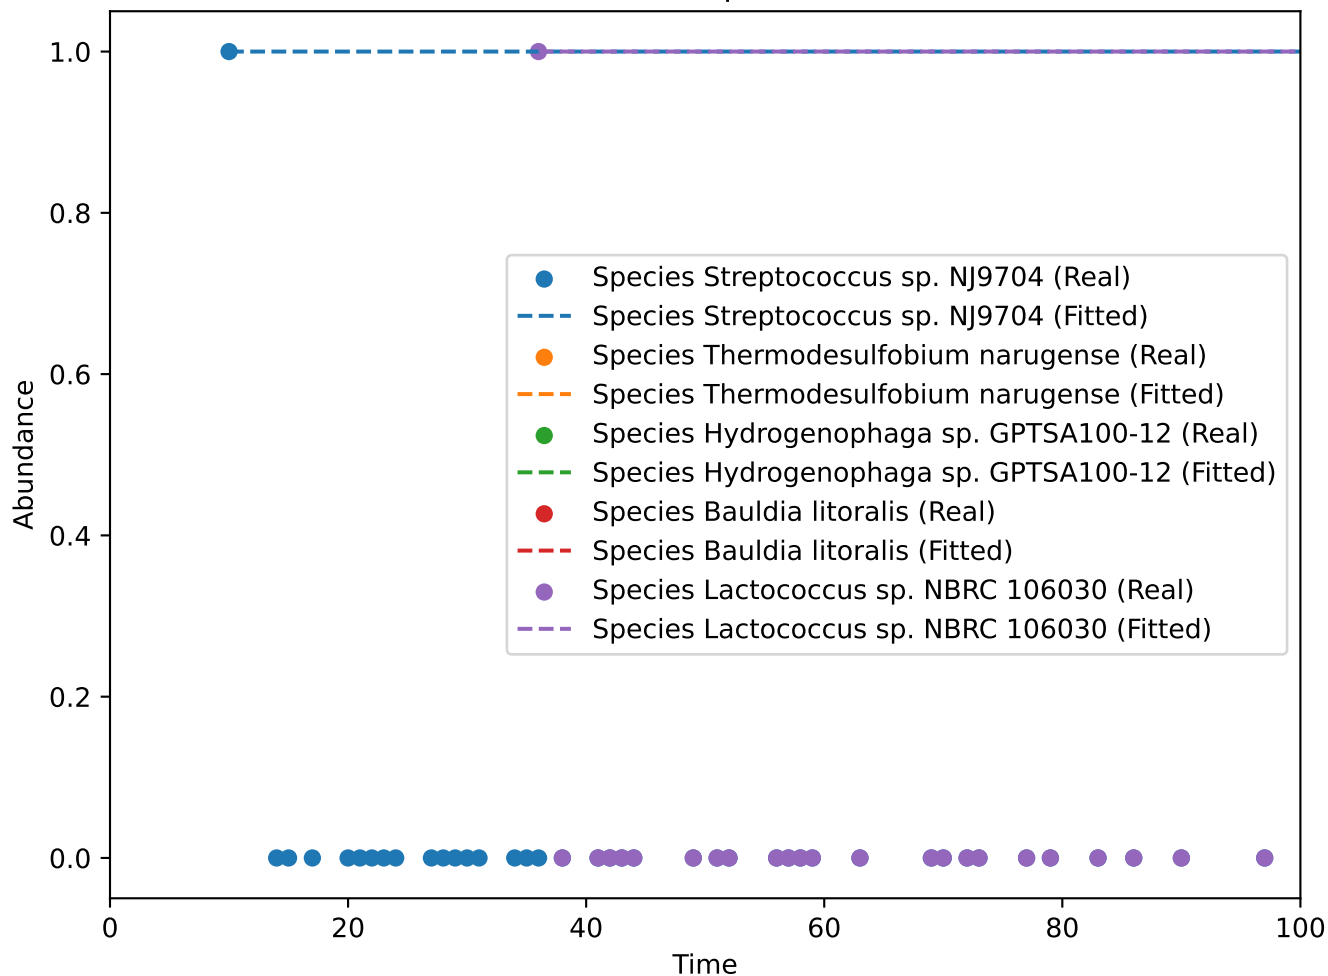 1.0
0.8
0.6
0.4
0.2
0.0
Abundance
Species Streptococcus sp. NJ9704 (Real)
Species Streptococcus sp. NJ9704 (Fitted)
Species Thermodesulfobium narugense (Real)
Species Thermodesulfobium narugense (Fitted)
Species Hydrogenophaga sp. GPTSA100-12 (Real)
Species Hydrogenophaga sp. GPTSA100-12 (Fitted)
Species Bauldia litoralis (Real)
Species Bauldia litoralis (Fitted)
Species Lactococcus sp. NBRC 106030 (Real)
Species Lactococcus sp. NBRC 106030 (Fitted)
0 20 40 60 80 100
Time